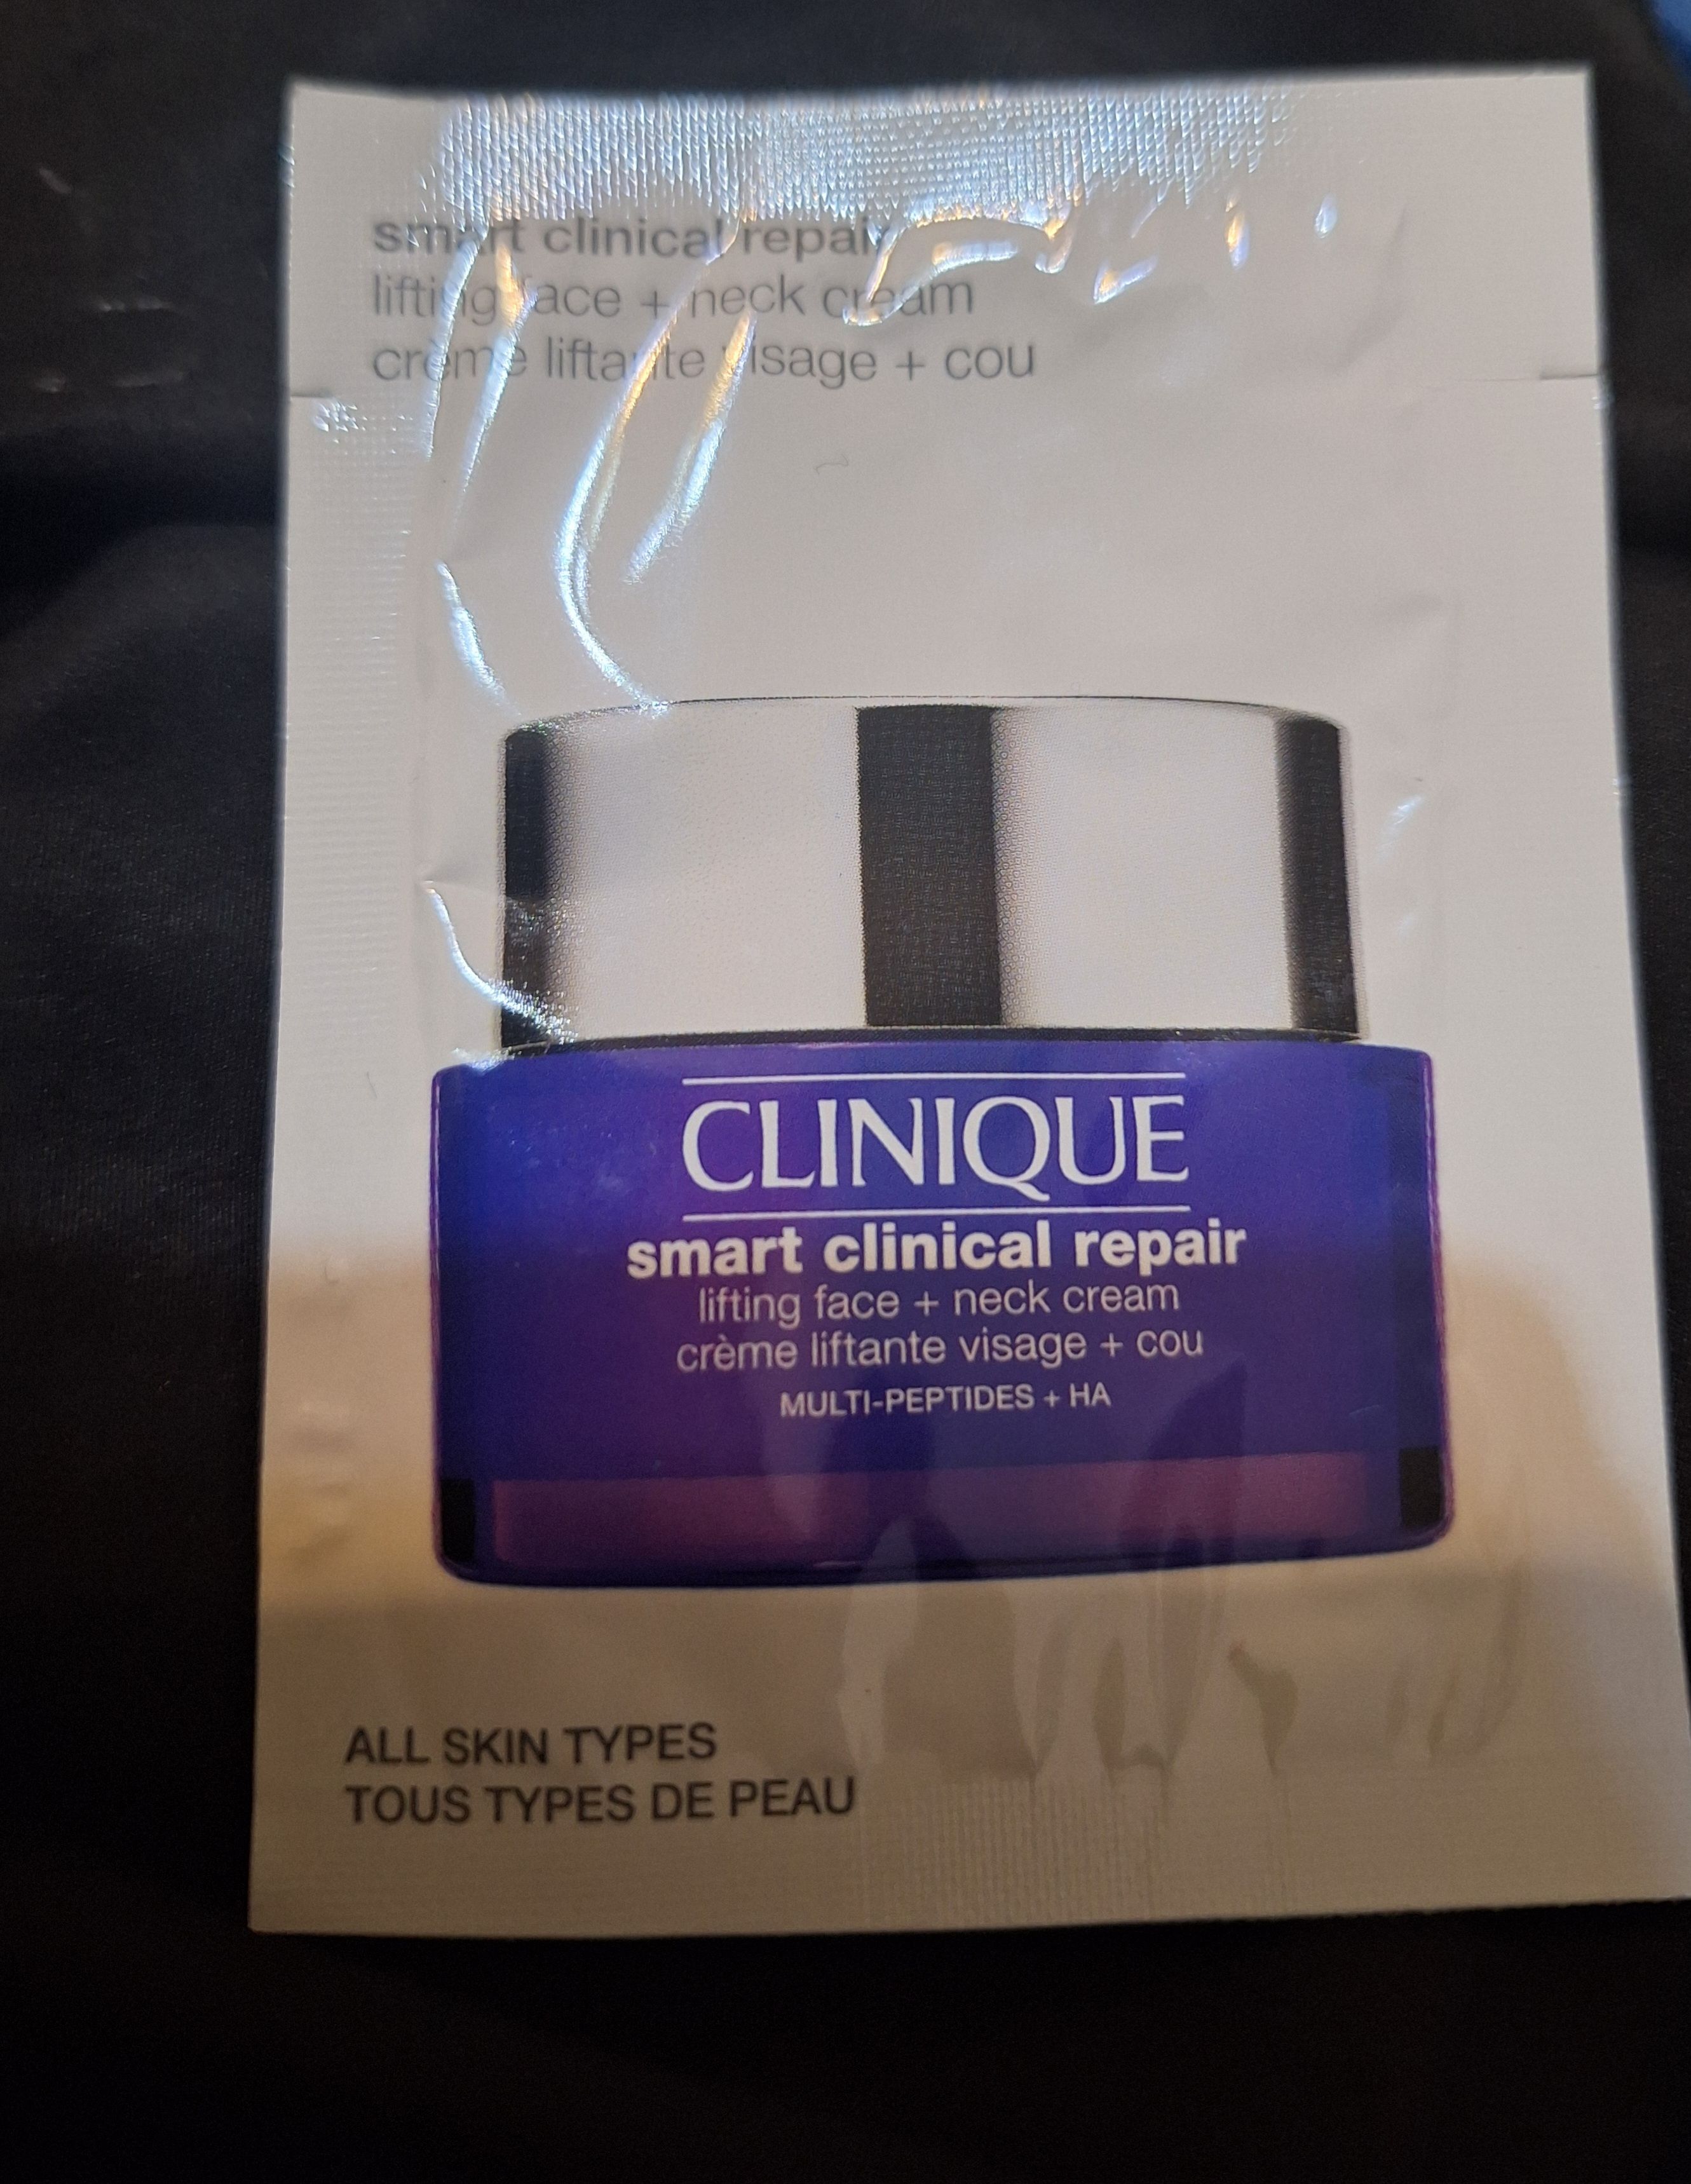 smart clinical repair
lifting face + neck cream
crème liftante visage + cou
CLINIQUE
smart clinical repair
lifting face + neck cream
crème liftante visage + cou
MULTI-PEPTIDES + HA
ALL SKIN TYPES
TOUS TYPES DE PEAU